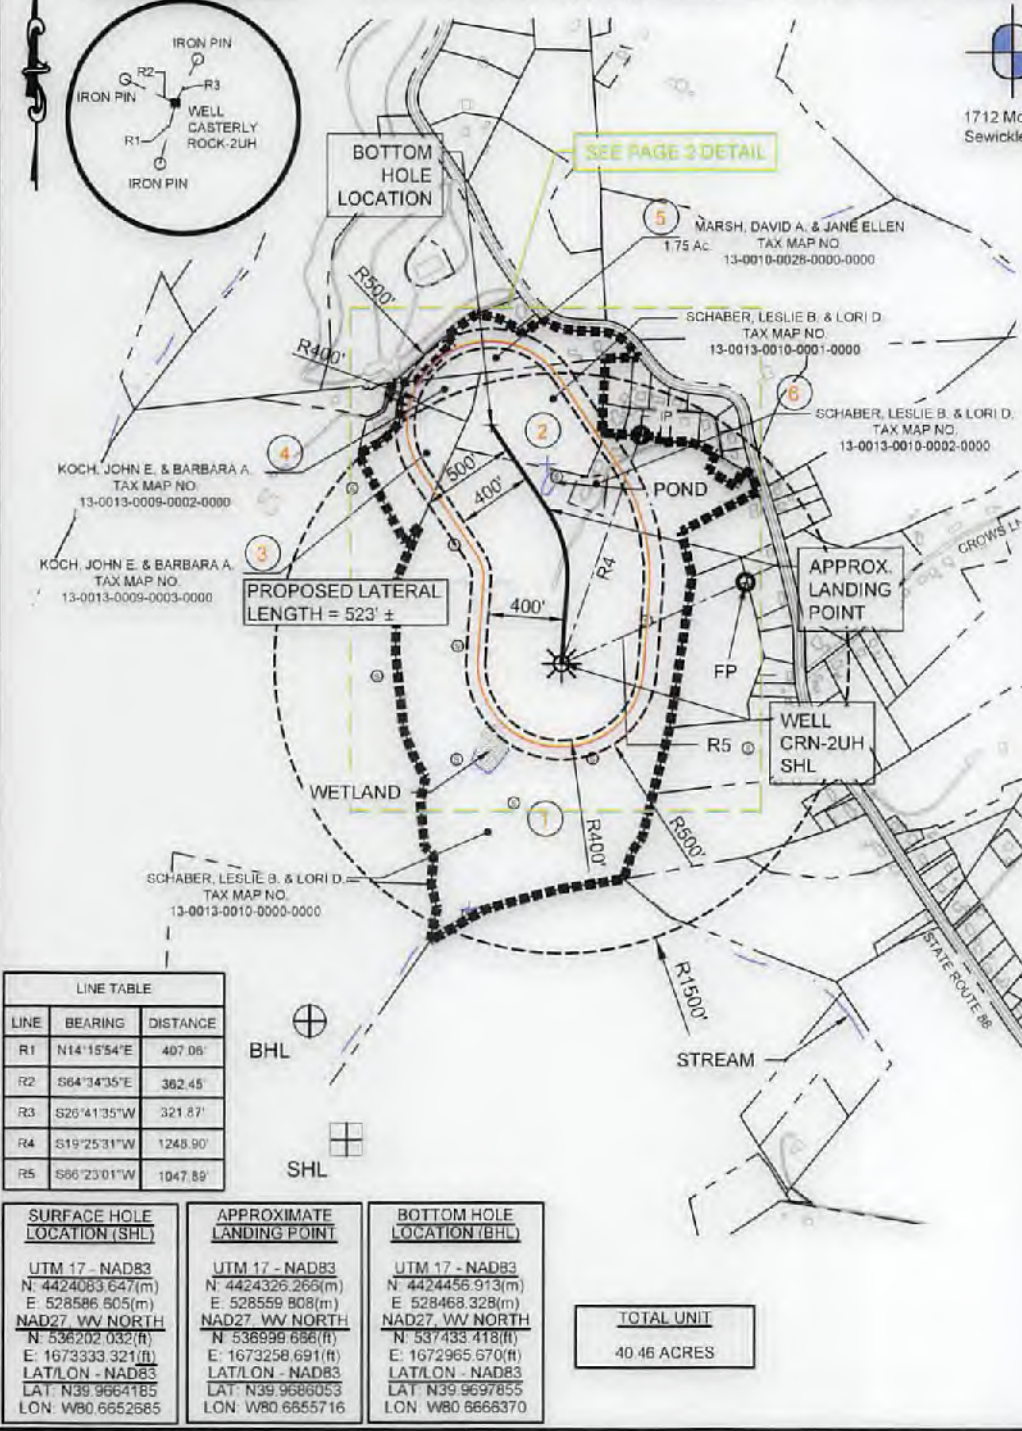 IRON PIN
R2
R3
IRON PIN
WELL
CASTERLY
ROCK-2UH
R1
IRON PIN
1712
Sewickle
BOTTOM
HOLE
LOCATION
SEE PAGE 2 DETAIL
5
MARSH, DAVID A. & JANE ELLEN
1.75 Ac.
TAX MAP NO.
13-0010-0028-0000-0000
R500'
SCHABER, LESLIE B. & LORI D.
TAX MAP NO.
13-0013-0010-0001-0000
R400'
6
SCHABER, LESLIE B. & LORI D.
TAX MAP NO.
13-0013-0010-0002-0000
IP
2
4
KOCH, JOHN E. & BARBARA A.
TAX MAP NO.
13-0013-0009-0002-0000
500'
400'
POND
3
KOCH, JOHN E. & BARBARA A.
TAX MAP NO.
13-0013-0009-0003-0000
CROWS LN
R4
APPROX.
LANDING
POINT
PROPOSED LATERAL
LENGTH = 523' ±
400'
FP
WELL
CRN-2UH
SHL
R5
WETLAND
1
R400'
R500'
SCHABER, LESLIE B. & LORI D.
TAX MAP NO.
13-0013-0010-0000-0000
STATE ROUTE 88
R1500'
STREAM
BHL
SHL
LINE TABLE
LINE BEARING DISTANCE
R1 N14°15'54"E 407.06'
R2 S64°34'35"E 362.45'
R3 S26°41'35"W 321.87'
R4 S19°25'31"W 1248.90'
R5 S66°23'01"W 1047.89'
SURFACE HOLE
LOCATION (SHL)
UTM 17 - NAD83
N: 4424083.647(m)
E: 528586.605(m)
NAD27, WV NORTH
N: 536202.032(ft)
E: 1673333.321(ft)
LAT/LON - NAD83
LAT: N39.9664185
LON: W80.6652685
APPROXIMATE
LANDING POINT
UTM 17 - NAD83
N: 4424326.266(m)
E: 528559.808(m)
NAD27, WV NORTH
N: 536999.666(ft)
E: 1673258.691(ft)
LAT/LON - NAD83
LAT: N39.9686053
LON: W80.6655716
BOTTOM HOLE
LOCATION (BHL)
UTM 17 - NAD83
N: 4424456.913(m)
E: 528468.328(m)
NAD27, WV NORTH
N: 537433.418(ft)
E: 1672965.670(ft)
LAT/LON - NAD83
LAT: N39.9697855
LON: W80.6666370
TOTAL UNIT
40.46 ACRES